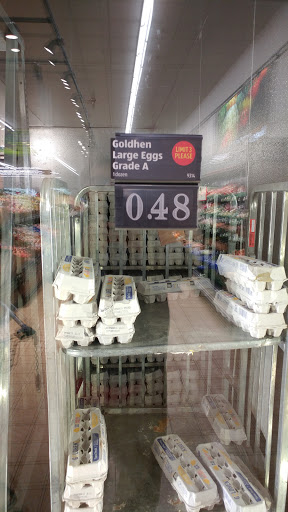 Goldhen
Large Eggs
Grade A
LIMIT 2
PLEASE
0.48